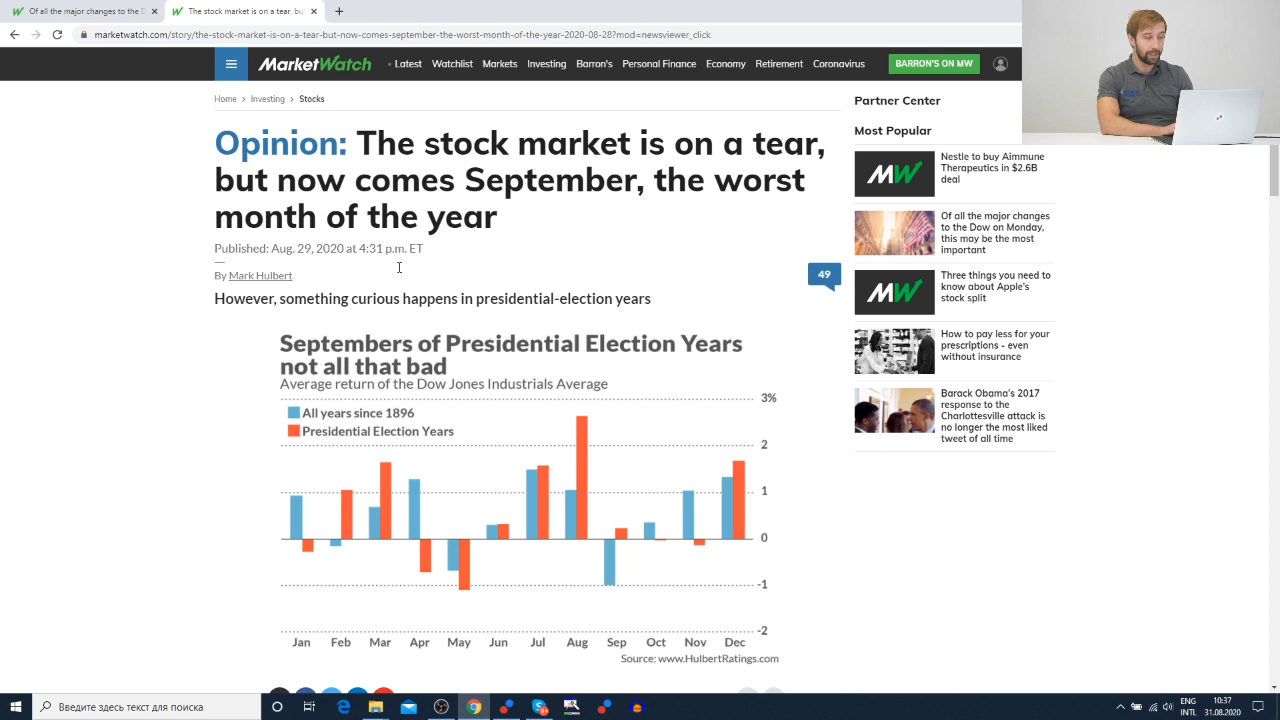 Of all the major changes to the D
The stock market is on a tear, bu
marketwatch.com/story/the-stock-market-is-on-a-tear-but-now-comes-september-the-worst-month-of-the-year-2020-08-28?mod=newsviewer_click
MarketWatch
Latest Watchlist Markets Investing Barron's Personal Finance Economy Retirement Coronavirus
BARRON'S ON MW
Home > Investing > Stocks
Opinion: The stock market is on a tear,
but now comes September, the worst
month of the year
Published: Aug. 29, 2020 at 4:31 p.m. ET
By Mark Hulbert
49
However, something curious happens in presidential-election years
Septembers of Presidential Election Years
not all that bad
Average return of the Dow Jones Industrials Average
All years since 1896
Presidential Election Years
3%
2
1
0
-1
-2
Jan Feb Mar Apr May Jun Jul Aug Sep Oct Nov Dec
Source: www.HulbertRatings.com
Partner Center
Most Popular
MW
Nestle to buy Aimmune
Therapeutics in $2.6B
deal
Of all the major changes
to the Dow on Monday,
this may be the most
important
MW
Three things you need to
know about Apple's
stock split
How to pay less for your
prescriptions - even
without insurance
Barack Obama's 2017
response to the
Charlottesville attack is
no longer the most liked
tweet of all time
Введите здесь текст для поиска
ENG
INTL
10:37
31.08.2020